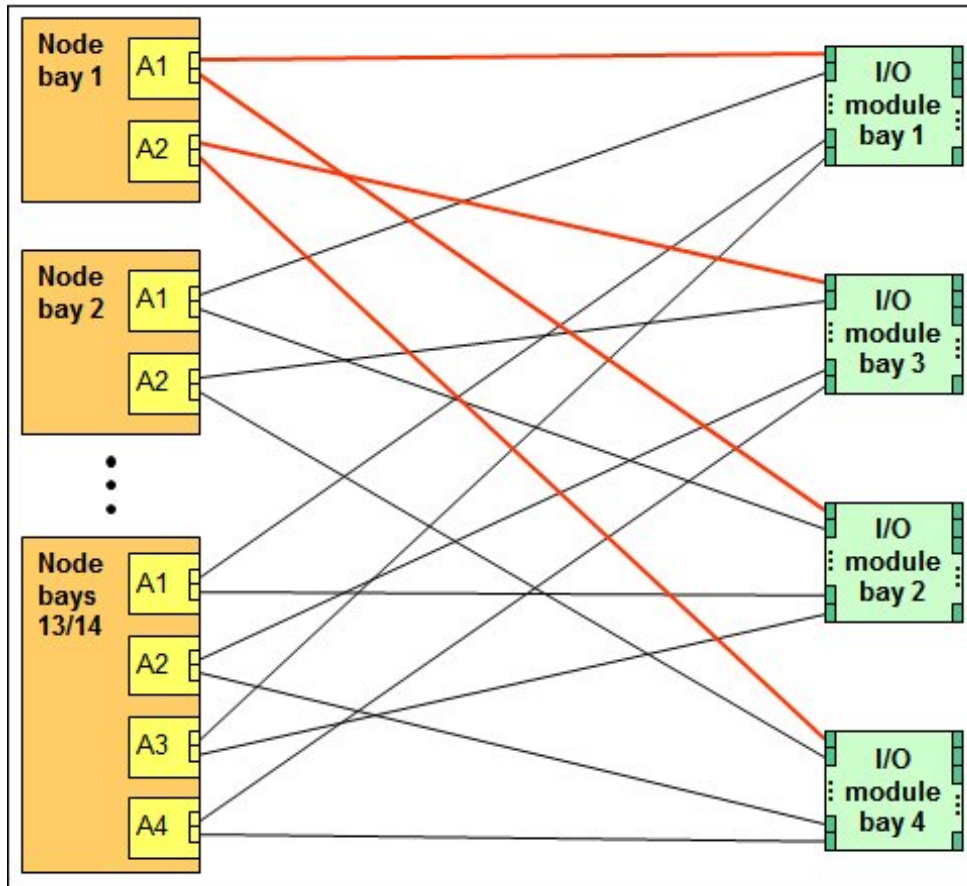 Node
bay 1
A1
A2
Node
bay 2
A1
A2
Node
bays
13/14
A1
A2
A3
A4
I/O
module
bay 1
I/O
module
bay 3
I/O
module
bay 2
I/O
module
bay 4